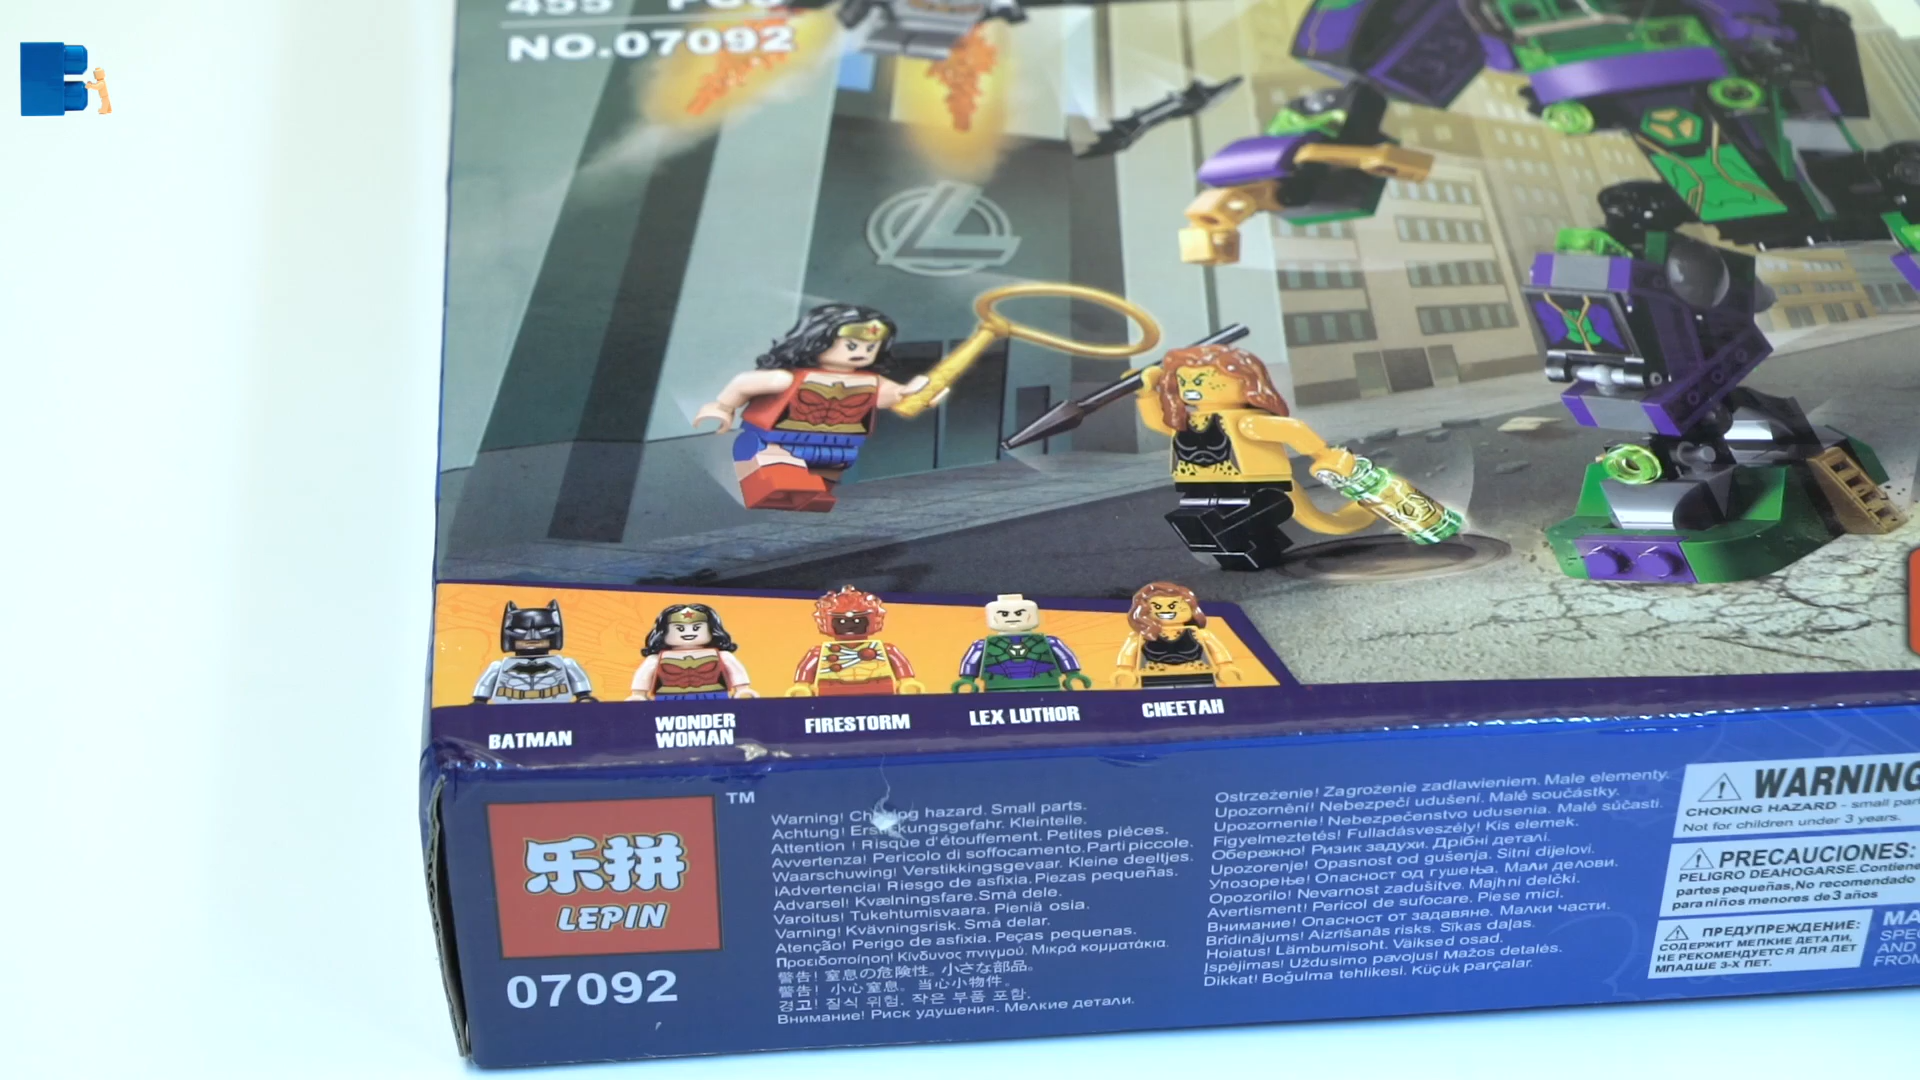 455 PCS
NO.07092
BATMAN
WONDER
WOMAN
FIRESTORM
LEX LUTHOR
CHEETAH
TM
乐拼
LEPIN
07092
Warning! Choking hazard. Small parts.
Achtung! Erstickungsgefahr. Kleinteile.
Attention ! Risque d'étouffement. Petites pièces.
Avvertenza! Pericolo di soffocamento.Parti piccole.
Waarschuwing! Verstikkingsgevaar. Kleine deeltjes.
¡Advertencia! Riesgo de asfixia. Piezas pequeñas.
Advarsel! Kvælningsfare.Små dele.
Varoitus! Tukehtumisvaara. Pieniä osia.
Varning! Kvävningsrisk. Små delar.
Atenção! Perigo de asfixia. Peças pequenas.
Προειδοποίηση! Κίνδυνος πνιγμού. Μικρά κομματάκια.
警告! 窒息の危険性。小さな部品。
警告! 小心窒息。当心小物件。
경고! 질식 위험. 작은 부품 포함.
Внимание! Риск удушения. Мелкие детали.
Ostrzeżenie! Zagrożenie zadławieniem. Małe elementy.
Upozornění! Nebezpečí udušení. Malé součástky.
Upozornenie! Nebezpečenstvo udusenia. Malé súčasti.
Figyelmeztetés! Fulladásveszély! Kis elemek.
Обережно! Ризик задухи. Дрібні деталі.
Upozorenje! Opasnost od gušenja. Sitni dijelovi.
Упозорење! Опасност од гушења. Мали делови.
Opozorilo! Nevarnost zadušitve. Majhni delčki.
Avertisment! Pericol de sufocare. Piese mici.
Внимание! Опасност от задавяне. Малки части.
Brīdinājums! Aizrīšanās risks. Sīkas daļas.
Hoiatus! Lämbumisoht. Väiksed osad.
Įspėjimas! Uždusimo pavojus! Mažos detalės.
Dikkat! Boğulma tehlikesi. Küçük parçalar.
WARNING
CHOKING HAZARD - small par
Not for children under 3 years.
PRECAUCIONES:
PELIGRO DEAHOGARSE.Contiene
partes pequeñas,No recomendado
para niños menores de 3 años
ПРЕДУПРЕЖДЕНИЕ:
СОДЕРЖИТ МЕЛКИЕ ДЕТАЛИ,
НЕ РЕКОМЕНДУЕТСЯ ДЛЯ ДЕТ
МЛАДШЕ 3-Х ЛЕТ.
MA
SPEC
AND
FROM